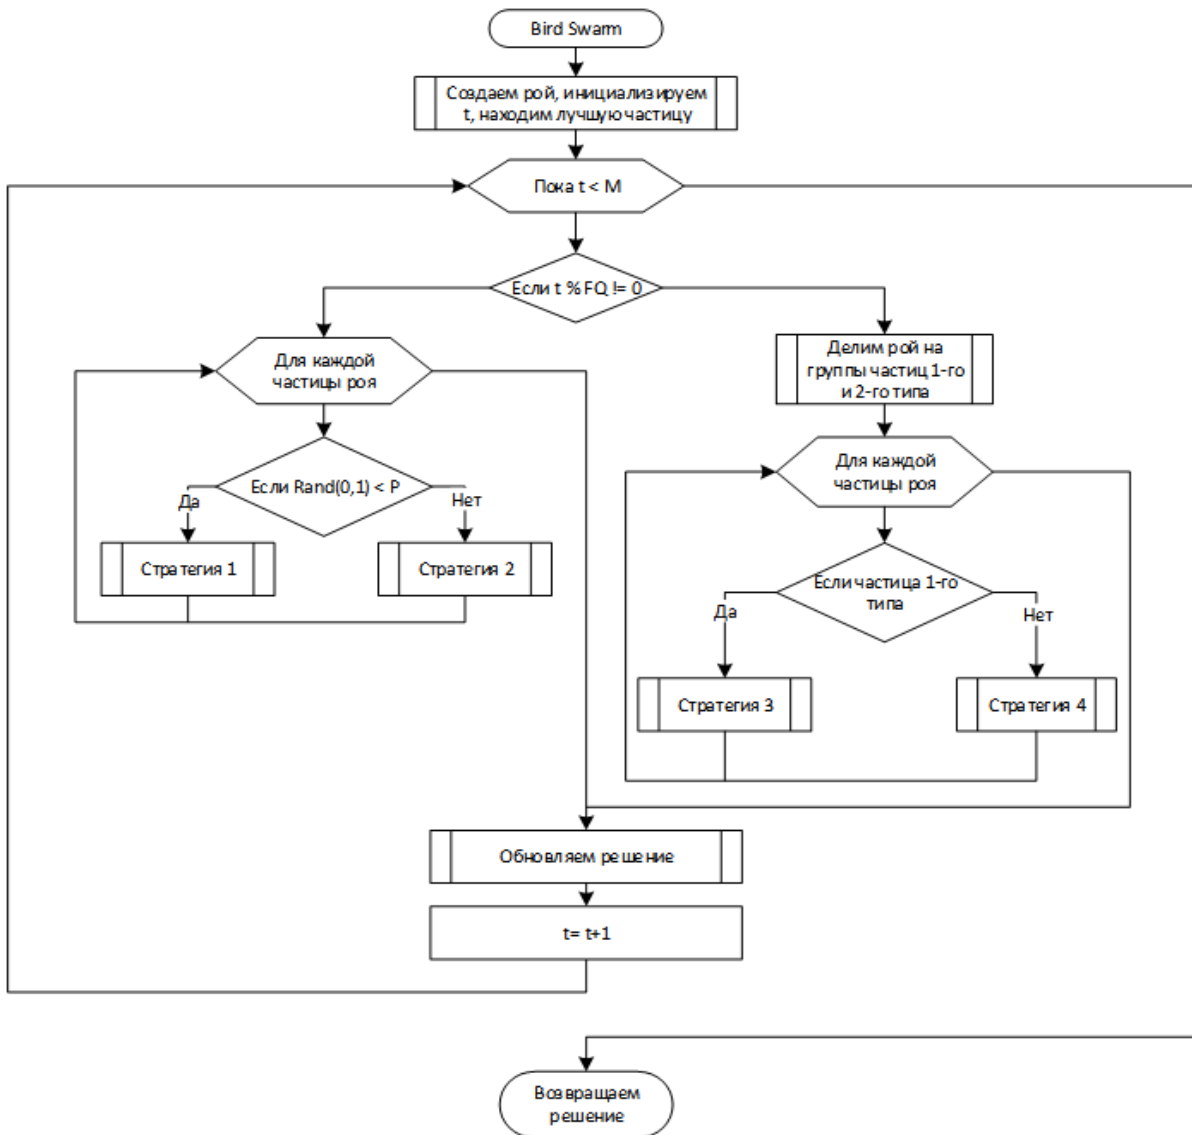 Bird Swarm
Создаем рой, инициализируем
t, находим лучшую частицу
Пока t < M
Если t % FQ != 0
Для каждой
частицы роя
Если Rand(0,1) < P
Да
Нет
Стратегия 1
Стратегия 2
Делим рой на
группы частиц 1-го
и 2-го типа
Для каждой
частицы роя
Если частица 1-го
типа
Да
Нет
Стратегия 3
Стратегия 4
Обновляем решение
t= t+1
Возвращаем
решение